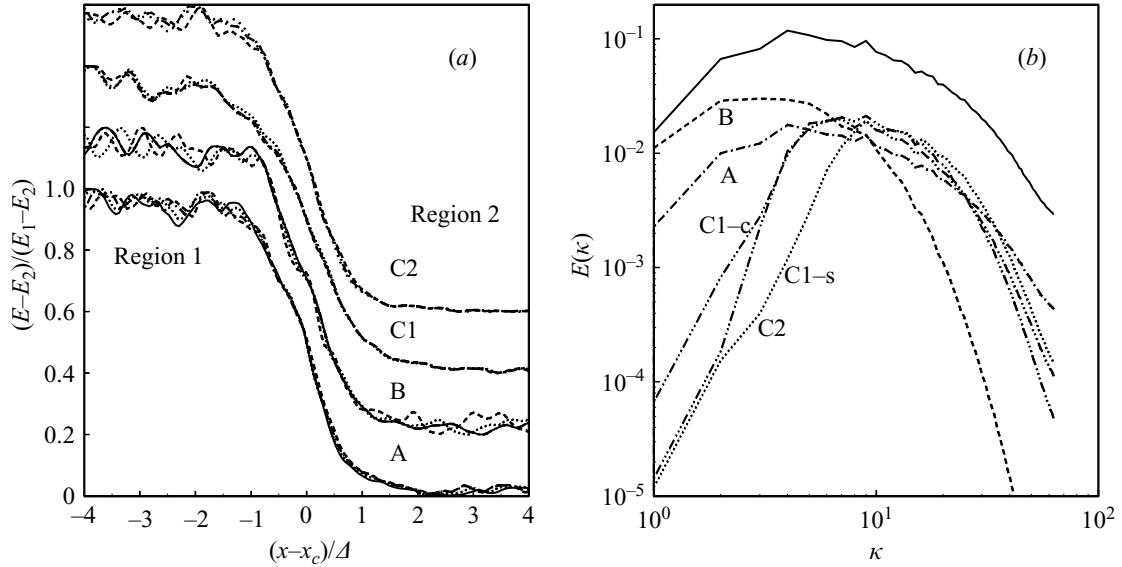 (a)
(b)
10⁻¹
10⁻²
10⁻³
10⁻⁴
10⁻⁵
1.0
0.8
0.6
0.4
0.2
0
(E–E₂)/(E₁–E₂)
Region 1
Region 2
C2
C1
B
A
–4
–3
–2
–1
0
1
2
3
4
(x–x_c)/Δ
E(κ)
B
A
C1–c
C1–s
C2
10⁰
10¹
10²
κ